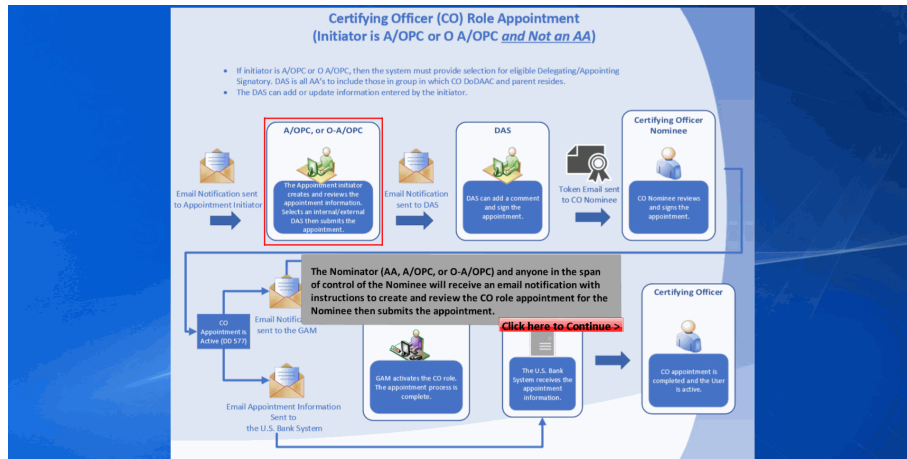 Certifying Officer (CO) Role Appointment
(Initiator is A/OPC or O A/OPC and Not an AA)
• If initiator is A/OPC or O A/OPC, then the system must provide selection for eligible Delegating/Appointing
Signatory. DAS is all AA's to include those in group in which CO DoDAAC and parent resides.
• The DAS can add or update information entered by the initiator.
Email Notification sent
to Appointment Initiator
A/OPC, or O-A/OPC
The Appointment initiator
creates and reviews the
appointment information.
Selects an internal/external
DAS then submits the
appointment.
Email Notification
sent to DAS
DAS
DAS can add a comment
and sign the
appointment.
Token Email sent
to CO Nominee
Certifying Officer
Nominee
CO Nominee reviews
and signs the
appointment.
The Nominator (AA, A/OPC, or O-A/OPC) and anyone in the span
of control of the Nominee will receive an email notification with
instructions to create and review the CO role appointment for the
Nominee then submits the appointment.
Click here to Continue >
CO
Appointment is
Active (DD 577)
Email
sent to the GAM
GAM activates the CO role.
The appointment process is
complete.
Email Appointment Information
Sent to
the U.S. Bank System
The U.S. Bank
System receives the
appointment
information.
Certifying Officer
CO appointment is
completed and the User
is active.